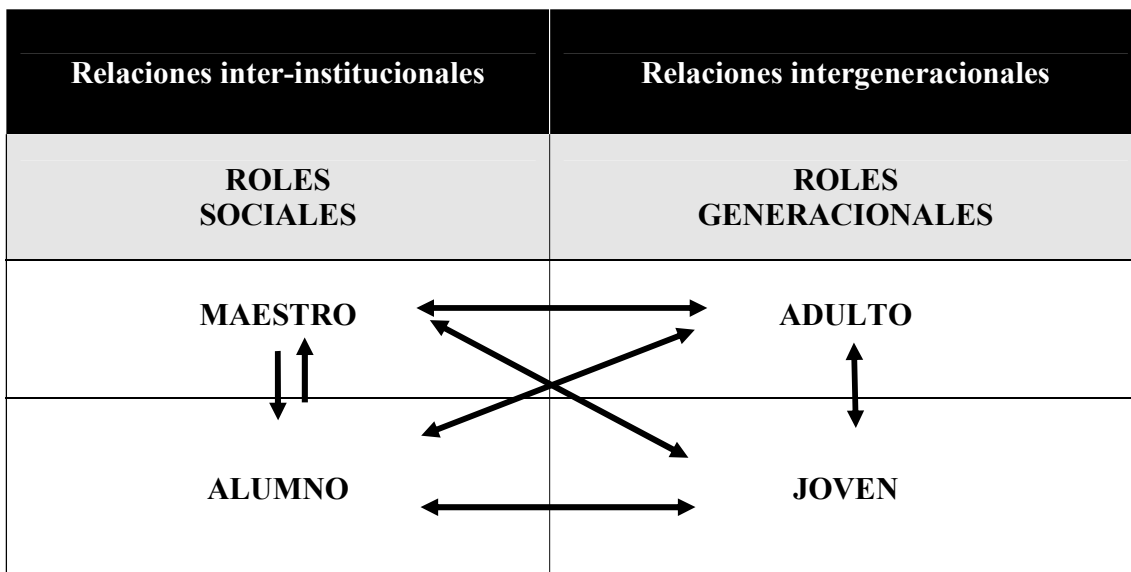 Relaciones inter-institucionales
Relaciones intergeneracionales
ROLES
SOCIALES
ROLES
GENERACIONALES
MAESTRO
ADULTO
ALUMNO
JOVEN